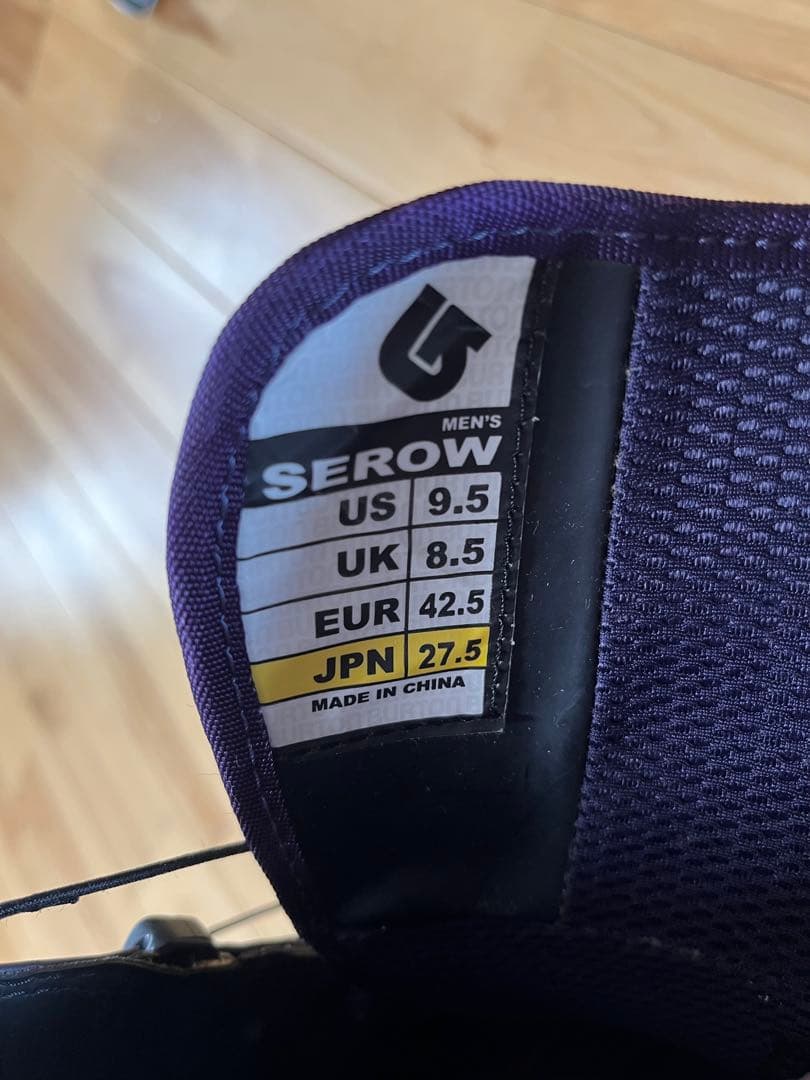 MEN'S
SEROW
US 9.5
UK 8.5
EUR 42.5
JPN 27.5
MADE IN CHINA